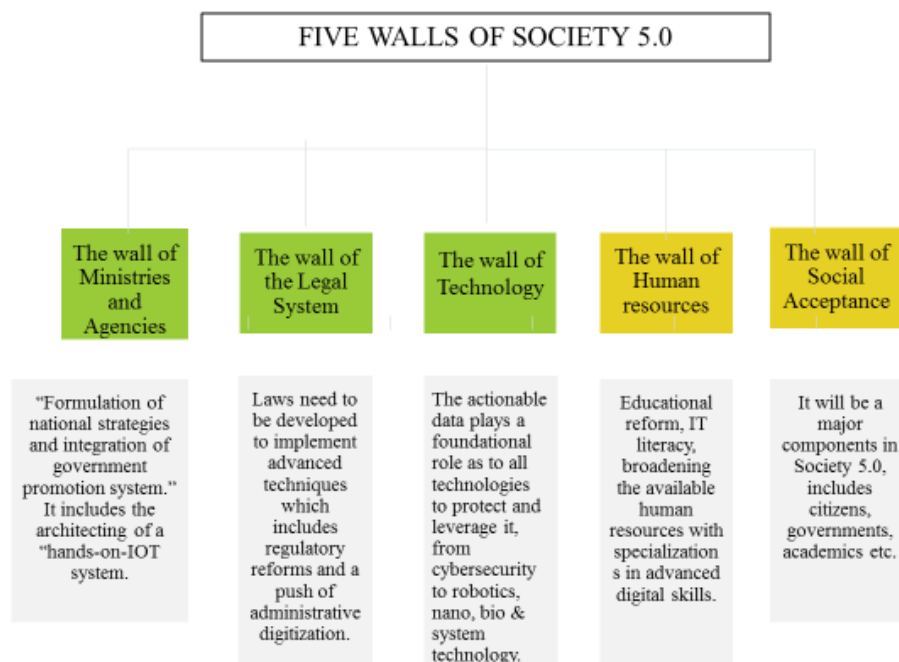 FIVE WALLS OF SOCIETY 5.0
The wall of
Ministries
and
Agencies
The wall of
the Legal
System
The wall of
Technology
The wall of
Human
resources
The wall of
Social
Acceptance
“Formulation of
national strategies
and integration of
government
promotion system.”
It includes the
architecting of a
“hands-on-IOT
system.
Laws need to
be developed
to implement
advanced
techniques
which
includes
regulatory
reforms and a
push of
administrative
digitization.
The actionable
data plays a
foundational
role as to all
technologies
to protect and
leverage it,
from
cybersecurity
to robotics,
nano, bio &
system
technology.
Educational
reform, IT
literacy,
broadening
the available
human
resources with
specialization
s in advanced
digital skills.
It will be a
major
components in
Society 5.0,
includes
citizens,
governments,
academics etc.